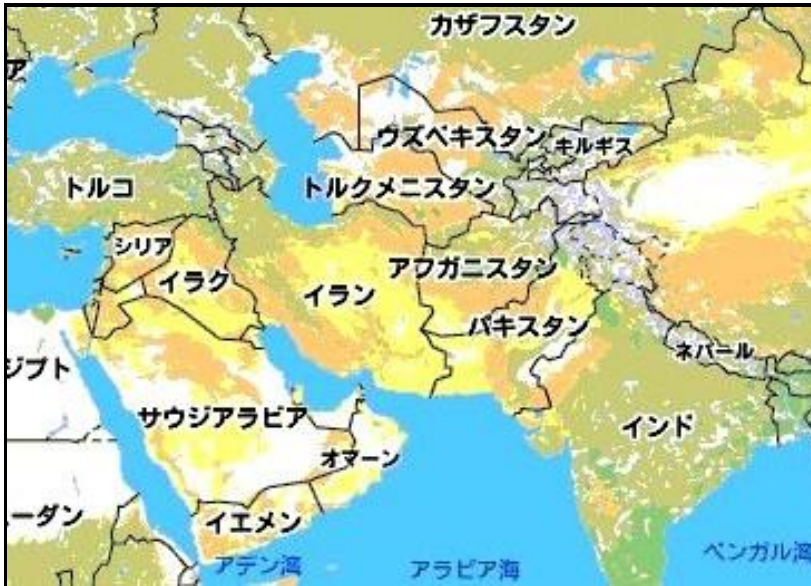 カザフスタン
ア
ウズベキスタン
キルギス
トルコ
トルクメニスタン
シリア
アフガニスタン
イラク
イラン
パキスタン
ネパール
ジプト
サウジアラビア
インド
オマーン
ーダン
イエメン
ベンガル湾
アデン湾
アラビア海